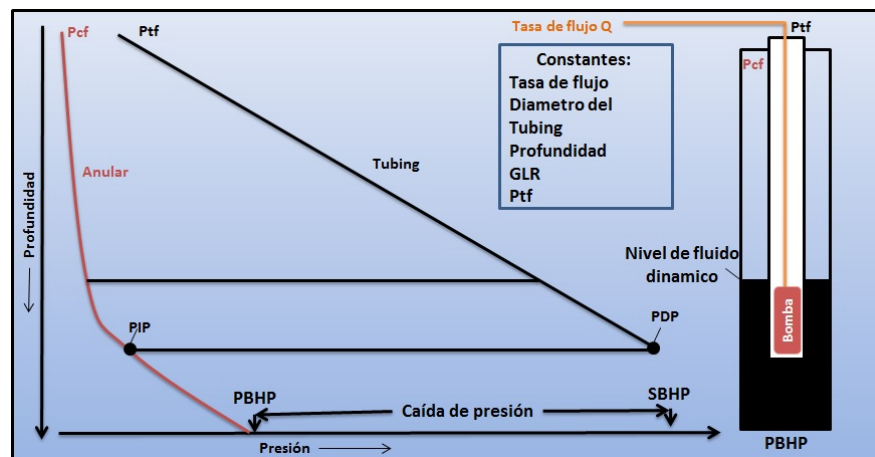 Pcf
Ptf
Tasa de flujo Q
Ptf
Constantes:
Tasa de flujo
Diametro del
Tubing
Profundidad
GLR
Ptf
Pcf
Tubing
Anular
Profundidad
Nivel de fluido
dinamico
PIP
PDP
Bomba
PBHP
SBHP
Caída de presión
Presión
PBHP